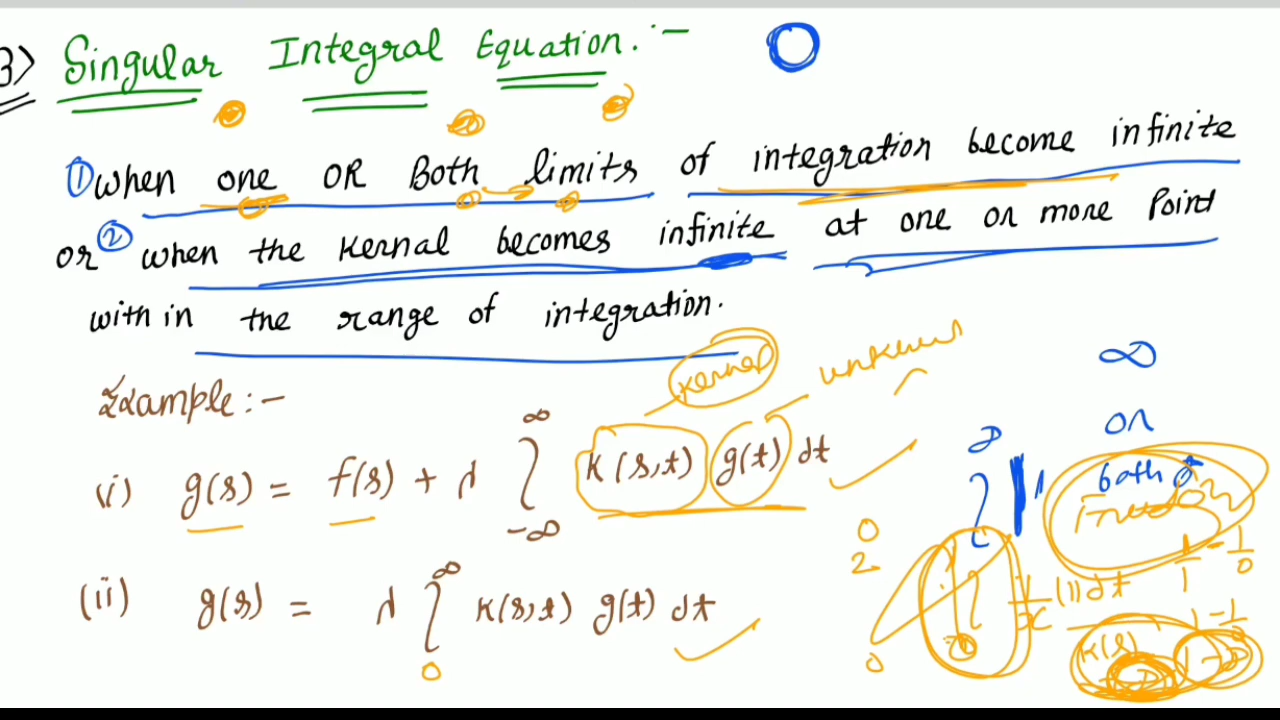 3) Singular Integral Equation :-
① when one OR Both limits of integration become infinite
or ② when the Kernal becomes infinite at one or more Point
with in the range of integration.
Example :-
(i) g(s) = f(s) + λ ∫_{-∞}^{∞} K(s,t) g(t) dt
kernel
(ii) g(s) = λ ∫_{0}^{∞} K(s,t) g(t) dt
∞
or
both